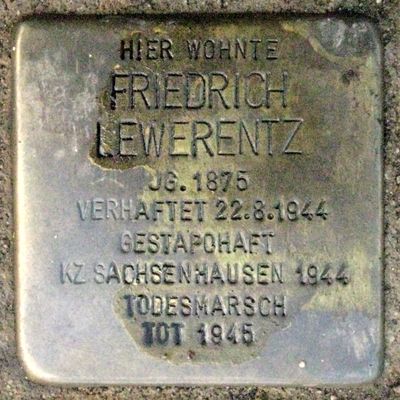 HIER WOHNTE
FRIEDRICH
LEWERENTZ
JG. 1875
VERHAFTET 22.8.1944
GESTAPOHAFT
KZ SACHSENHAUSEN 1944
TODESMARSCH
TOT 1945